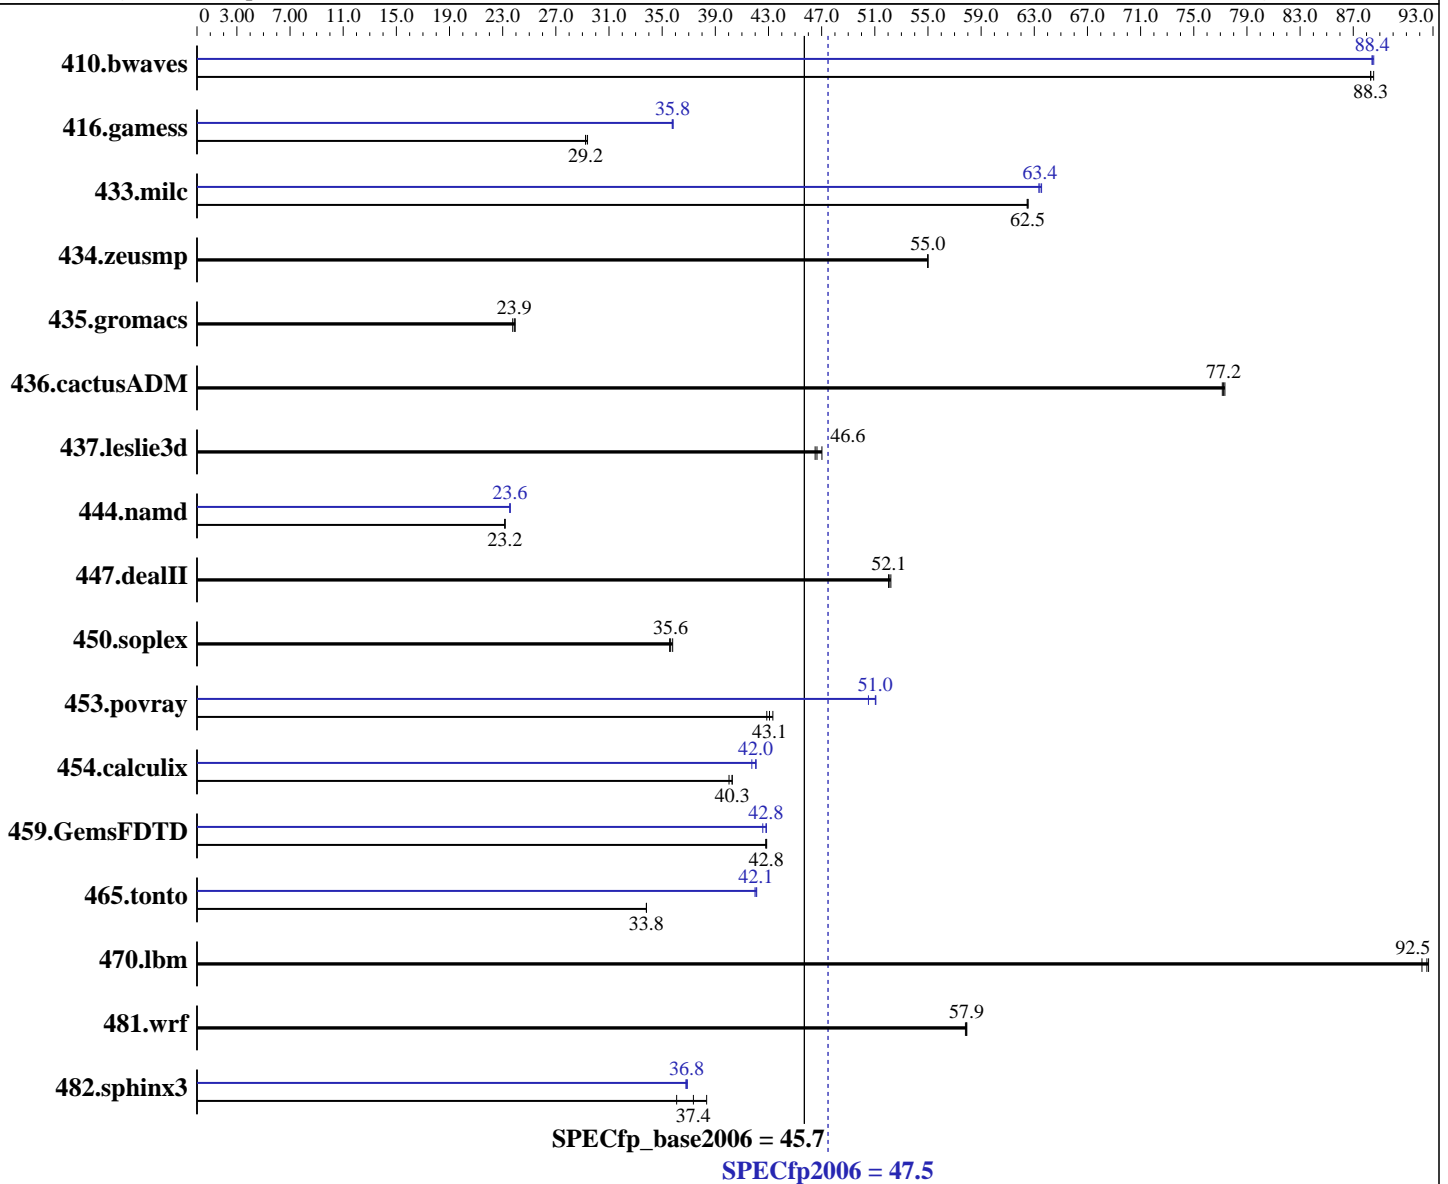 0 3.00 7.00 11.0 15.0 19.0 23.0 27.0 31.0 35.0 39.0 43.0 47.0 51.0 55.0 59.0 63.0 67.0 71.0 75.0 79.0 83.0 87.0 93.0
88.4
410.bwaves
88.3
35.8
416.gamess
29.2
63.4
433.milc
62.5
55.0
434.zeusmp
23.9
435.gromacs
77.2
436.cactusADM
46.6
437.leslie3d
23.6
444.namd
23.2
52.1
447.dealII
35.6
450.soplex
51.0
453.povray
43.1
42.0
454.calculix
40.3
42.8
459.GemsFDTD
42.8
42.1
465.tonto
33.8
92.5
470.lbm
57.9
481.wrf
36.8
482.sphinx3
37.4
SPECfp_base2006 = 45.7
SPECfp2006 = 47.5